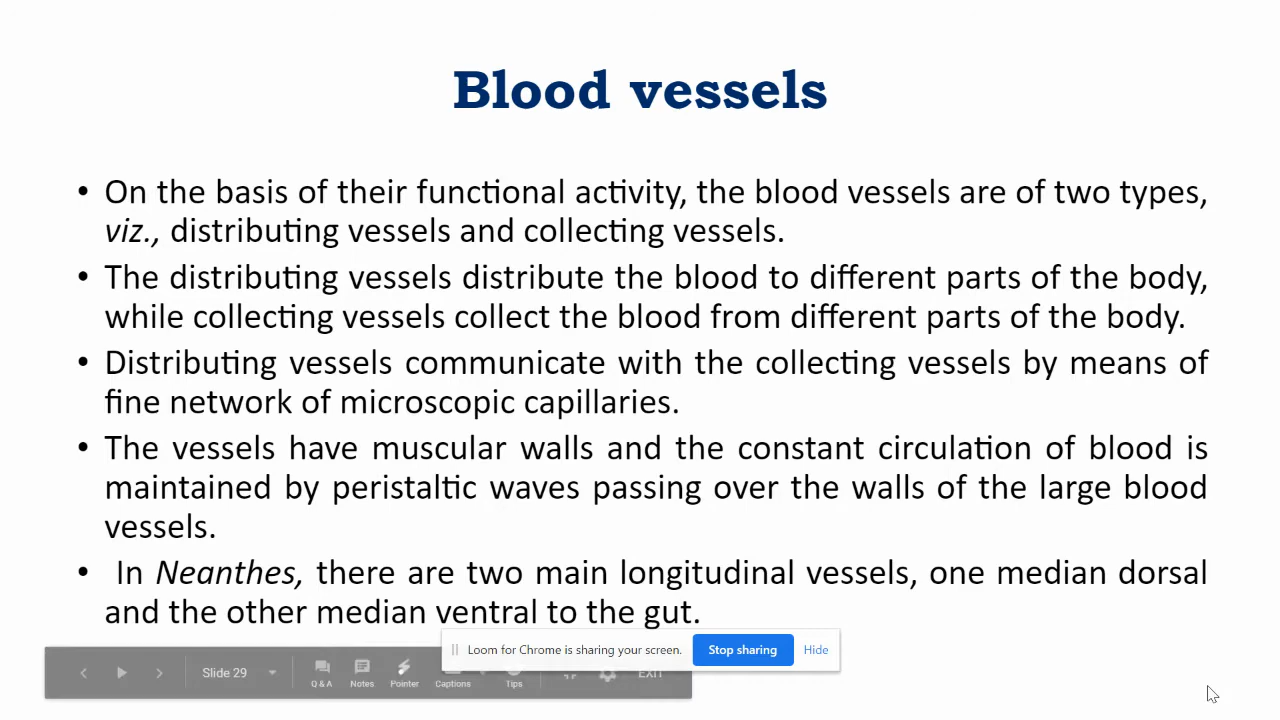 Blood vessels
• On the basis of their functional activity, the blood vessels are of two types,
viz., distributing vessels and collecting vessels.
• The distributing vessels distribute the blood to different parts of the body,
while collecting vessels collect the blood from different parts of the body.
• Distributing vessels communicate with the collecting vessels by means of
fine network of microscopic capillaries.
• The vessels have muscular walls and the constant circulation of blood is
maintained by peristaltic waves passing over the walls of the large blood
vessels.
• In Neanthes, there are two main longitudinal vessels, one median dorsal
and the other median ventral to the gut.
Loom for Chrome is sharing your screen. Stop sharing Hide
Slide 29 EXIT
Q & A Notes Pointer Captions Tips